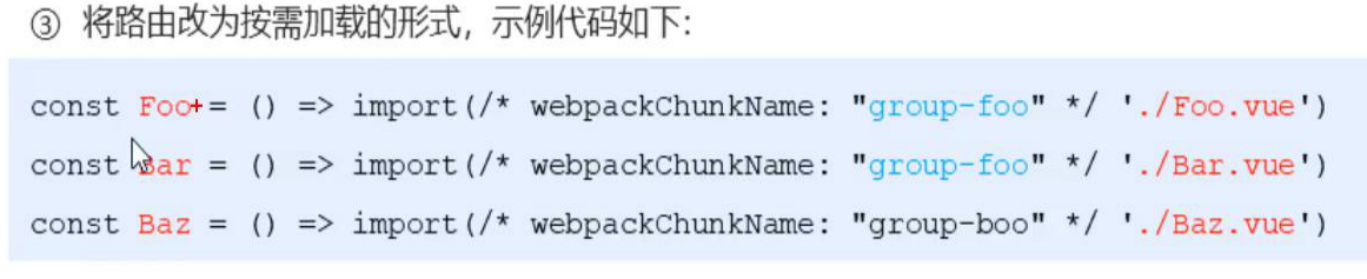 ③ 将路由改为按需加载的形式，示例代码如下：
const Foo = () => import(/* webpackChunkName: "group-foo" */ './Foo.vue')
const Bar = () => import(/* webpackChunkName: "group-foo" */ './Bar.vue')
const Baz = () => import(/* webpackChunkName: "group-boo" */ './Baz.vue')